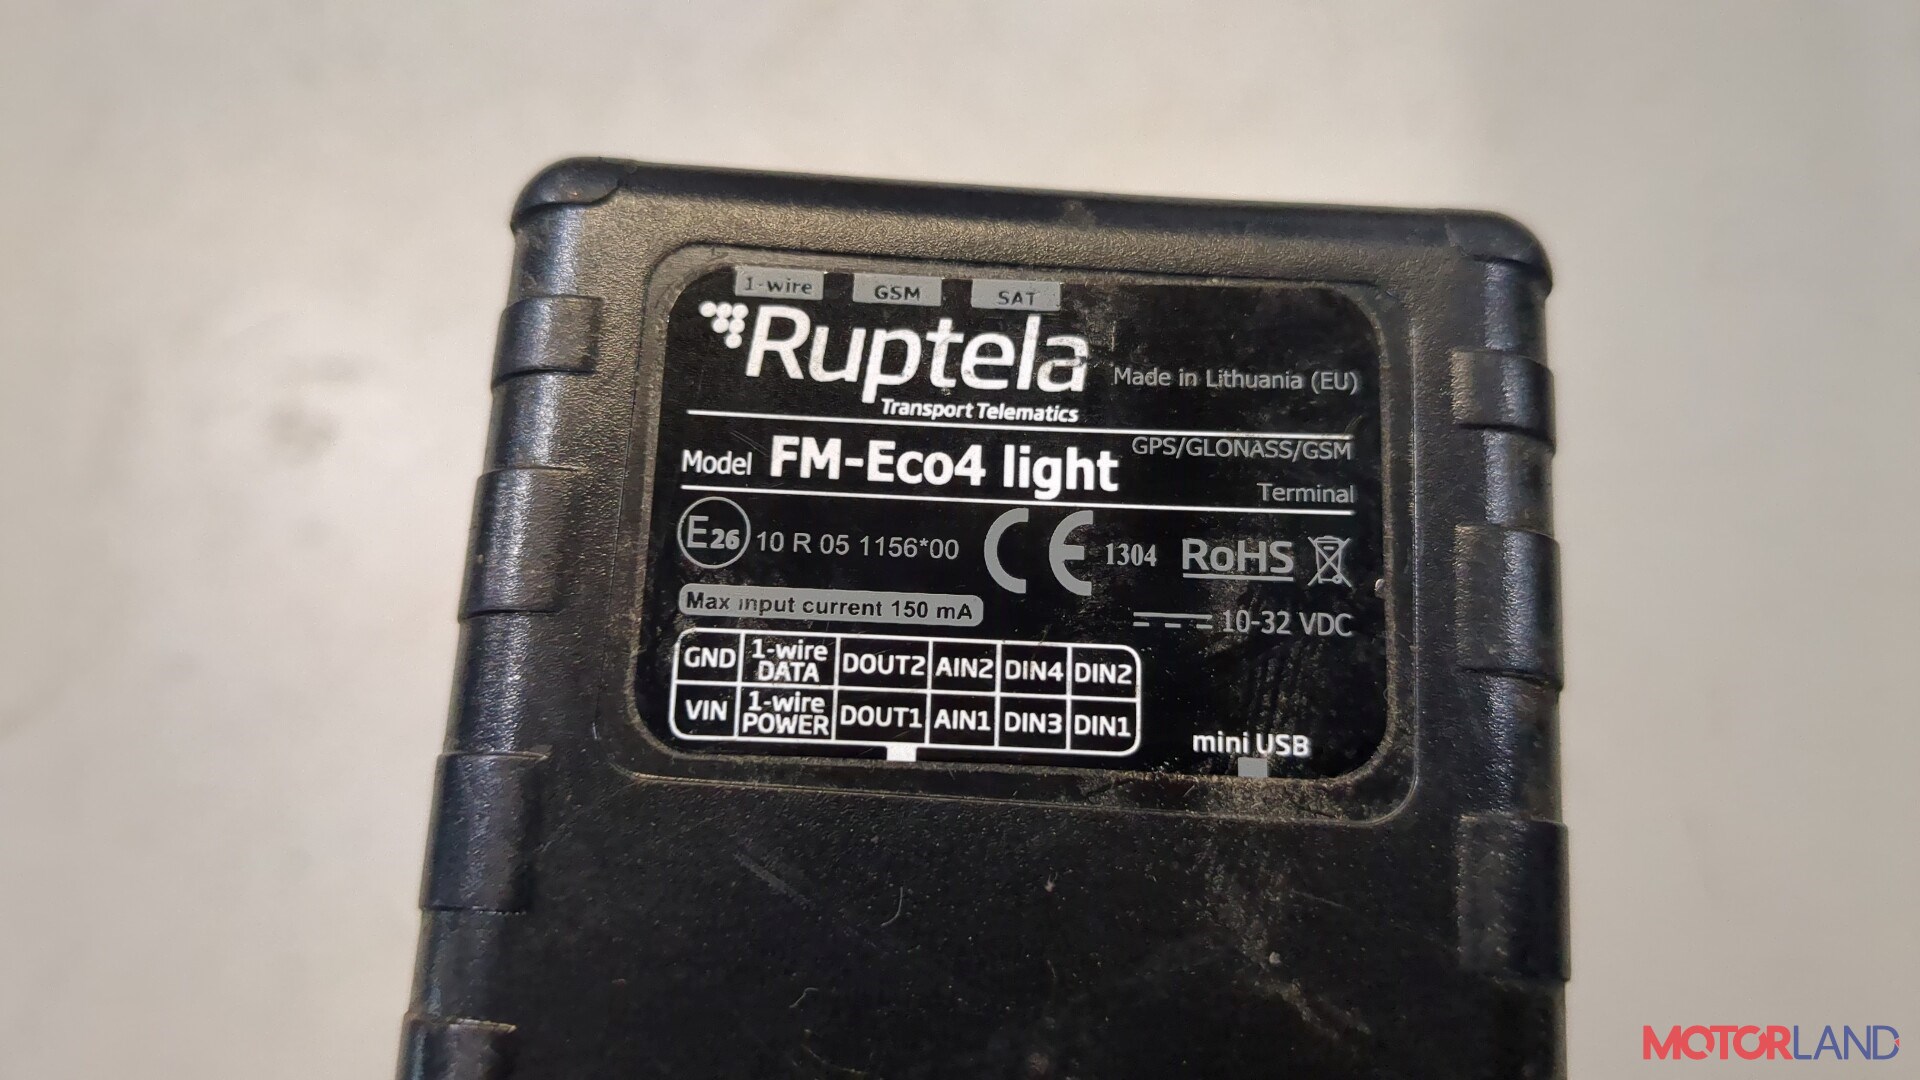 1-wire GSM SAT
Ruptela
Made in Lithuania (EU)
Transport Telematics
Model FM-Eco4 light GPS/GLONASS/GSM
Terminal
E26 10 R 05 1156*00 CE 1304 RoHS
Max input current 150 mA
10-32 VDC
GND 1-wire DATA DOUT2 AIN2 DIN4 DIN2
VIN 1-wire POWER DOUT1 AIN1 DIN3 DIN1
mini USB
MOTORLAND